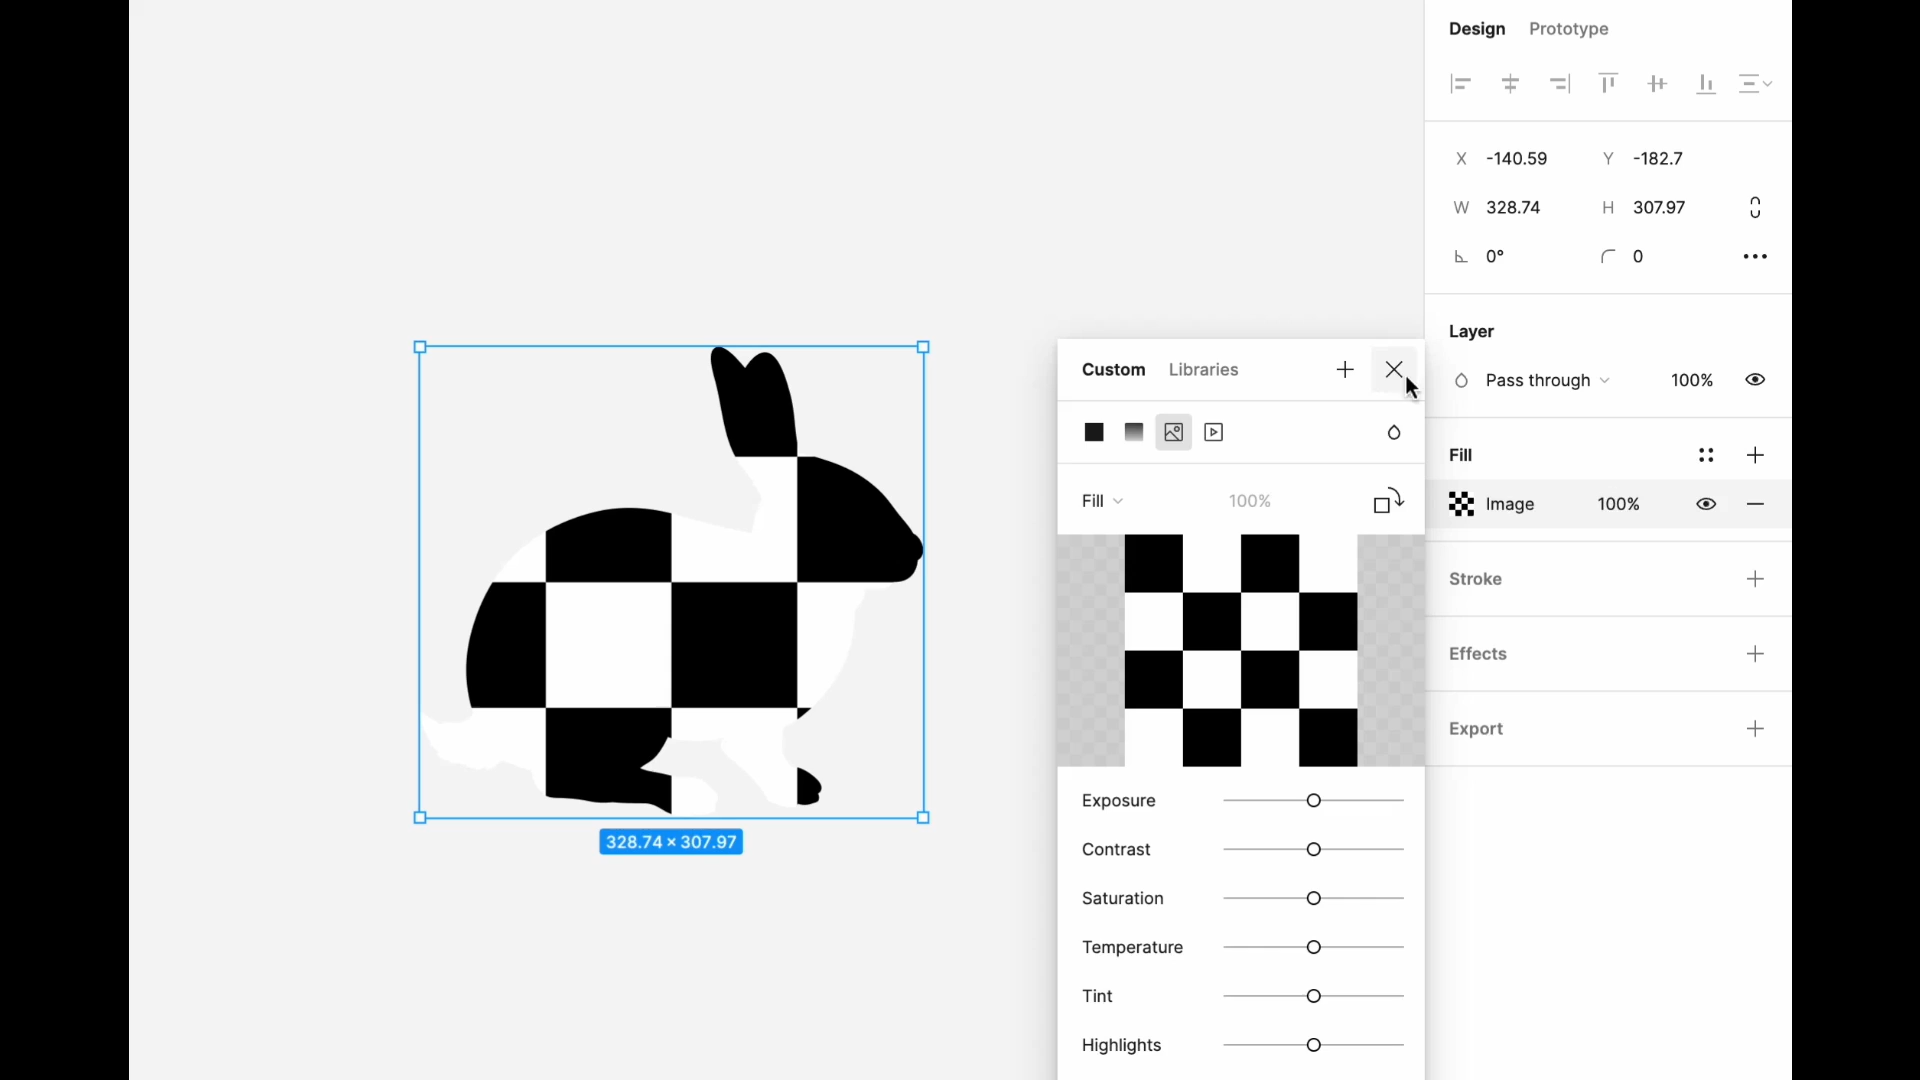 Design Prototype
X -140.59 Y -182.7
W 328.74 H 307.97
0° 0
Layer
Pass through 100%
Fill
Image 100%
Stroke
Effects
Export
Custom Libraries
Fill 100%
Exposure
Contrast
Saturation
Temperature
Tint
Highlights
328.74 × 307.97